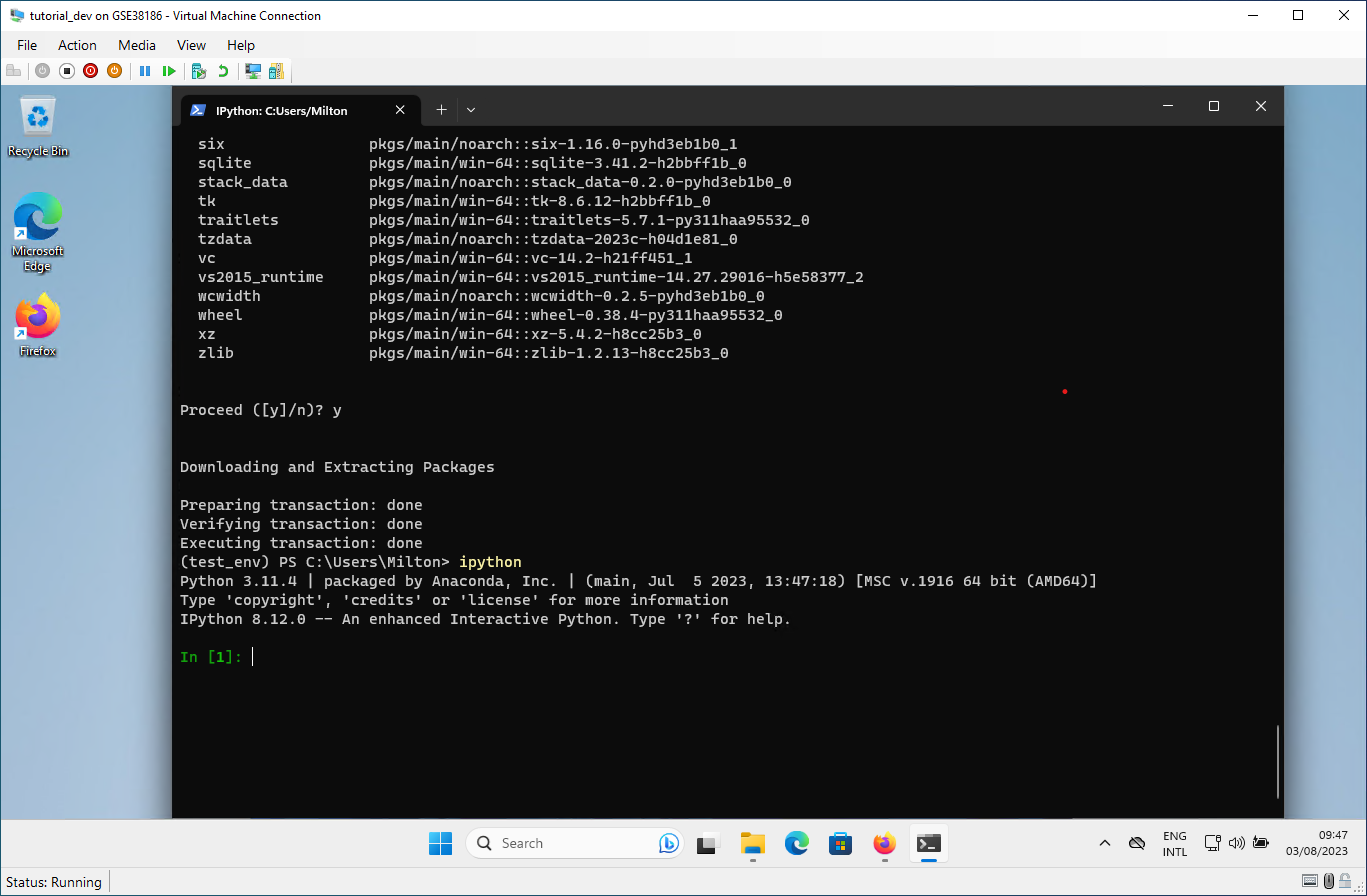 tutorial_dev on GSE38186 - Virtual Machine Connection
File Action Media View Help
Recycle Bin
Microsoft
Edge
Firefox
IPython: C:Users/Milton
six pkgs/main/noarch::six-1.16.0-pyhd3eb1b0_1
sqlite pkgs/main/win-64::sqlite-3.41.2-h2bbff1b_0
stack_data pkgs/main/noarch::stack_data-0.2.0-pyhd3eb1b0_0
tk pkgs/main/win-64::tk-8.6.12-h2bbff1b_0
traitlets pkgs/main/win-64::traitlets-5.7.1-py311haa95532_0
tzdata pkgs/main/noarch::tzdata-2023c-h04d1e81_0
vc pkgs/main/win-64::vc-14.2-h21ff451_1
vs2015_runtime pkgs/main/win-64::vs2015_runtime-14.27.29016-h5e58377_2
wcwidth pkgs/main/noarch::wcwidth-0.2.5-pyhd3eb1b0_0
wheel pkgs/main/win-64::wheel-0.38.4-py311haa95532_0
xz pkgs/main/win-64::xz-5.4.2-h8cc25b3_0
zlib pkgs/main/win-64::zlib-1.2.13-h8cc25b3_0
Proceed ([y]/n)? y
Downloading and Extracting Packages
Preparing transaction: done
Verifying transaction: done
Executing transaction: done
(test_env) PS C:\Users\Milton> ipython
Python 3.11.4 | packaged by Anaconda, Inc. | (main, Jul  5 2023, 13:47:18) [MSC v.1916 64 bit (AMD64)]
Type 'copyright', 'credits' or 'license' for more information
IPython 8.12.0 -- An enhanced Interactive Python. Type '?' for help.
In [1]:
Search
ENG
INTL
09:47
03/08/2023
Status: Running